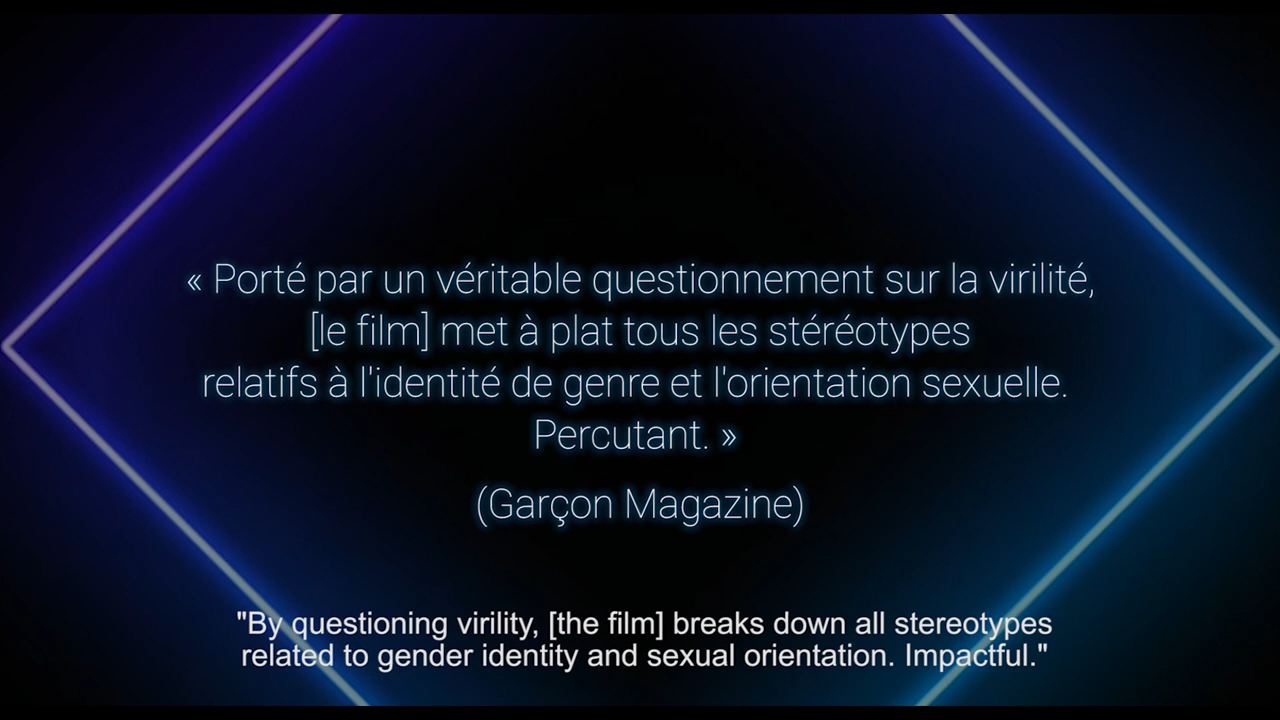 « Porté par un véritable questionnement sur la virilité,
[le film] met à plat tous les stéréotypes
relatifs à l'identité de genre et l'orientation sexuelle.
Percutant. »
(Garçon Magazine)
"By questioning virility, [the film] breaks down all stereotypes
related to gender identity and sexual orientation. Impactful."